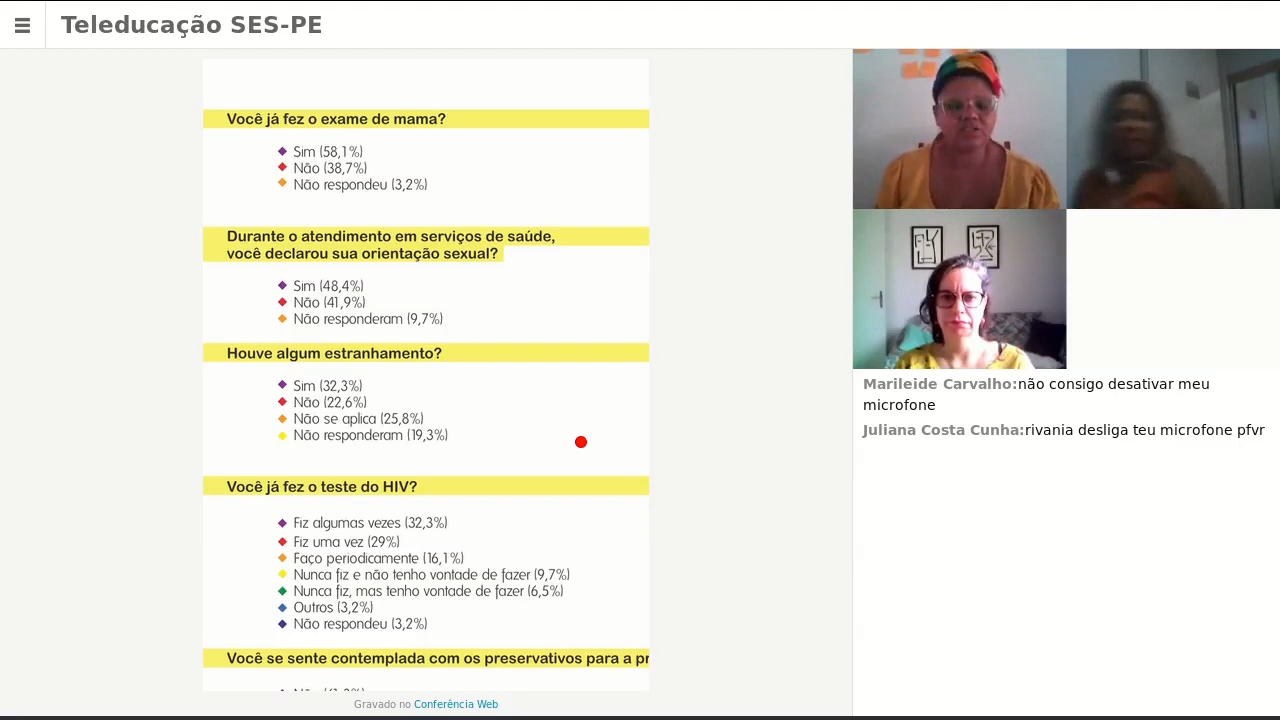 Teleducação SES-PE
Você já fez o exame de mama?
Sim (58,1%)
Não (38,7%)
Não respondeu (3,2%)
Durante o atendimento em serviços de saúde,
você declarou sua orientação sexual?
Sim (48,4%)
Não (41,9%)
Não responderam (9,7%)
Houve algum estranhamento?
Sim (32,3%)
Não (22,6%)
Não se aplica (25,8%)
Não responderam (19,3%)
Você já fez o teste do HIV?
Fiz algumas vezes (32,3%)
Fiz uma vez (29%)
Faço periodicamente (16,1%)
Nunca fiz e não tenho vontade de fazer (9,7%)
Nunca fiz, mas tenho vontade de fazer (6,5%)
Outros (3,2%)
Não respondeu (3,2%)
Você se sente contemplada com os preservativos para a pr
Gravado no Conferência Web
Marileide Carvalho:não consigo desativar meu
microfone
Juliana Costa Cunha:rivania desliga teu microfone pfvr